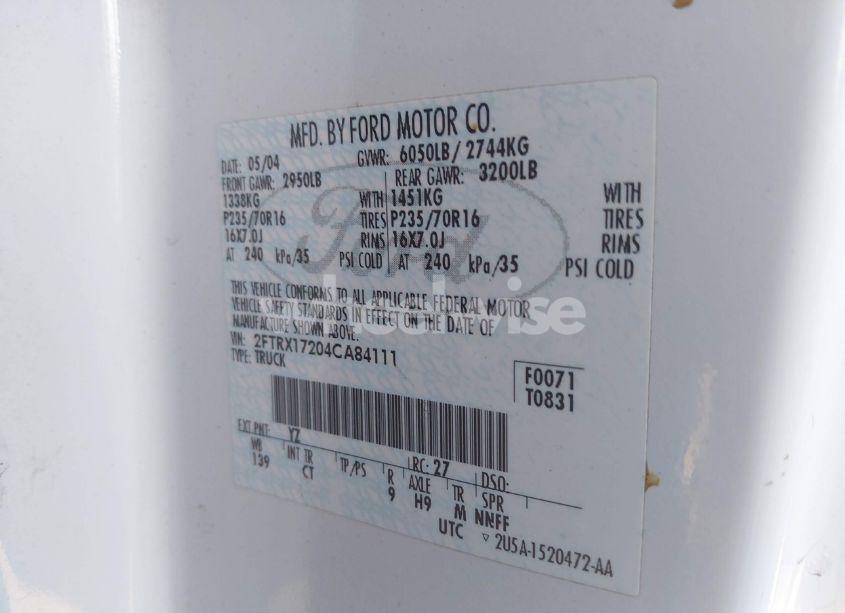 MFD. BY FORD MOTOR CO.
DATE: 05/04 GVWR: 6050LB/ 2744KG
FRONT GAWR: 2950LB REAR GAWR: 3200LB
1338KG WITH 1451KG WITH
P235/70R16 TIRES P235/70R16 TIRES
16X7.0J RIMS 16X7.0J RIMS
AT 240 kPa/35 PSI COLD AT 240 kPa/35 PSI COLD
THIS VEHICLE CONFORMS TO ALL APPLICABLE FEDERAL MOTOR
VEHICLE SAFETY STANDARDS IN EFFECT ON THE DATE OF
MANUFACTURE SHOWN ABOVE.
VIN: 2FTRX17204CA84111
TYPE: TRUCK
F0071
T0831
EXT PNT: YZ RC: 27 DSO:
WB INT TR TP/PS R AXLE TR SPR
139 CT 9 H9 M NNFF
UTC ▽ 2U5A-1520472-AA
Ford